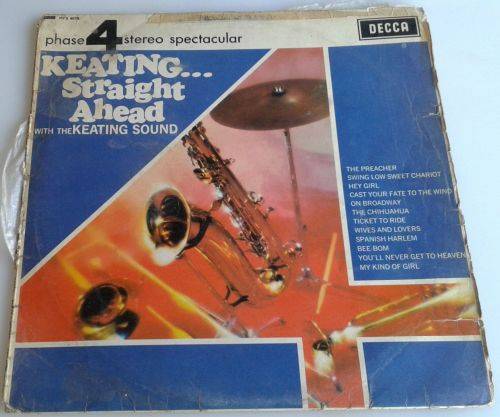 phase 4 stereo spectacular
DECCA
KEATING...
Straight
Ahead
WITH THE KEATING SOUND
THE PREACHER
SWING LOW SWEET CHARIOT
HEY GIRL
CAST YOUR FATE TO THE WIND
ON BROADWAY
THE CHIHUAHUA
TICKET TO RIDE
WIVES AND LOVERS
SPANISH HARLEM
BEE-BOM
YOU'LL NEVER GET TO HEAVEN
MY KIND OF GIRL